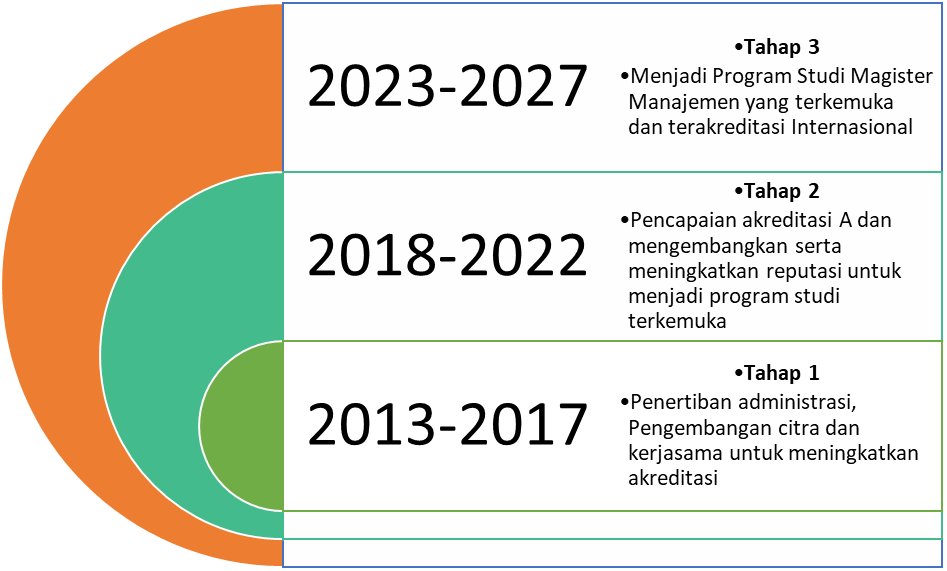 2023-2027
•Tahap 3
•Menjadi Program Studi Magister
Manajemen yang terkemuka
dan terakreditasi Internasional
2018-2022
•Tahap 2
•Pencapaian akreditasi A dan
mengembangkan serta
meningkatkan reputasi untuk
menjadi program studi
terkemuka
2013-2017
•Tahap 1
•Penertiban administrasi,
Pengembangan citra dan
kerjasama untuk meningkatkan
akreditasi